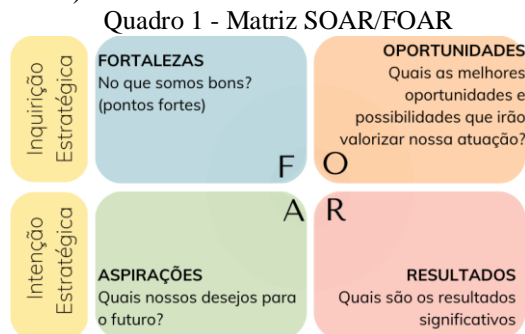 )
Quadro 1 - Matriz SOAR/FOAR
Inquirição
Estratégica
FORTALEZAS
No que somos bons?
(pontos fortes)
F
OPORTUNIDADES
Quais as melhores
oportunidades e
possibilidades que irão
valorizar nossa atuação?
O
Intenção
Estratégica
A
ASPIRAÇÕES
Quais nossos desejos para
o futuro?
R
RESULTADOS
Quais são os resultados
significativos